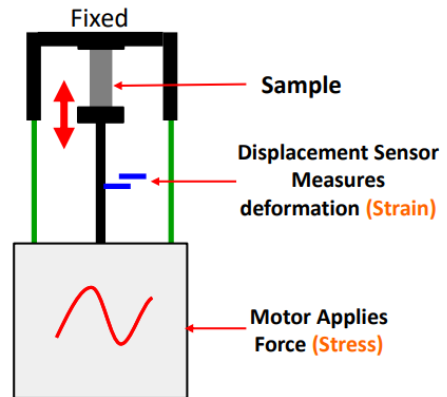 Fixed
Sample
Displacement Sensor
Measures
deformation (Strain)
Motor Applies
Force (Stress)